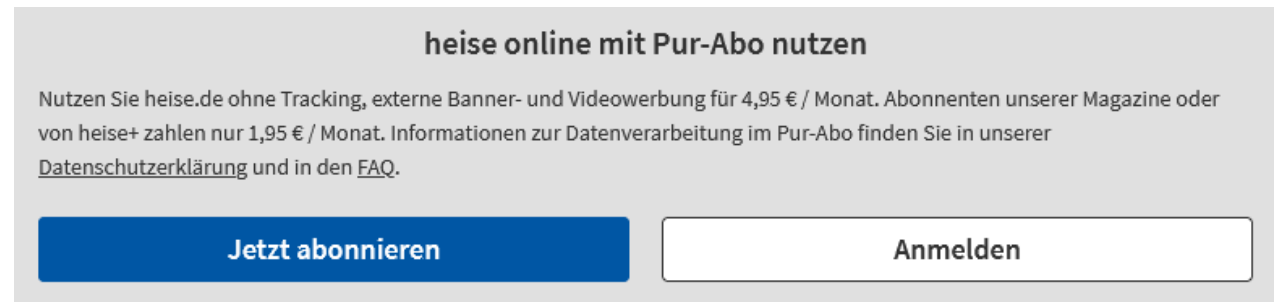 heise online mit Pur-Abo nutzen
Nutzen Sie heise.de ohne Tracking, externe Banner- und Videowerbung für 4,95 € / Monat. Abonnenten unserer Magazine oder
von heise+ zahlen nur 1,95 € / Monat. Informationen zur Datenverarbeitung im Pur-Abo finden Sie in unserer
Datenschutzerklärung und in den FAQ.
Jetzt abonnieren
Anmelden